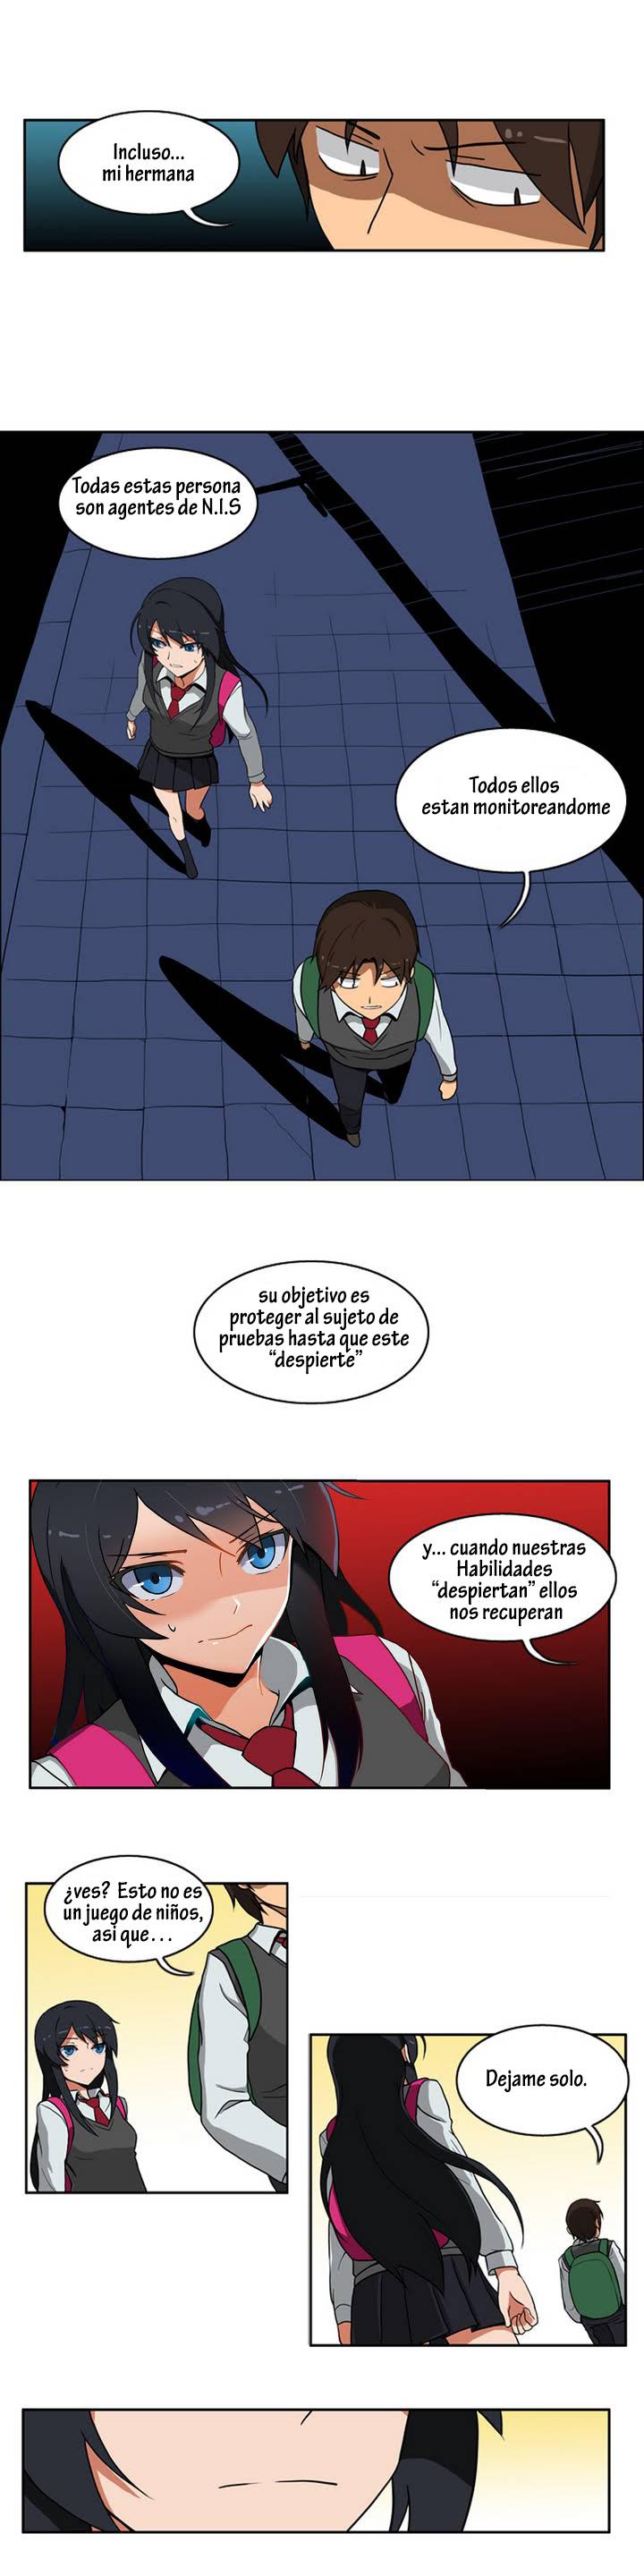 Incluso...
mi hermana
Todas estas persona
son agentes de N.I.S
Todos ellos
estan monitoreandome
su objetivo es
proteger al sujeto de
pruebas hasta que este
“despierte”
y... cuando nuestras
Habilidades
“despiertan” ellos
nos recuperan
¿ves? Esto no es
un juego de niños,
asi que...
Dejame solo.